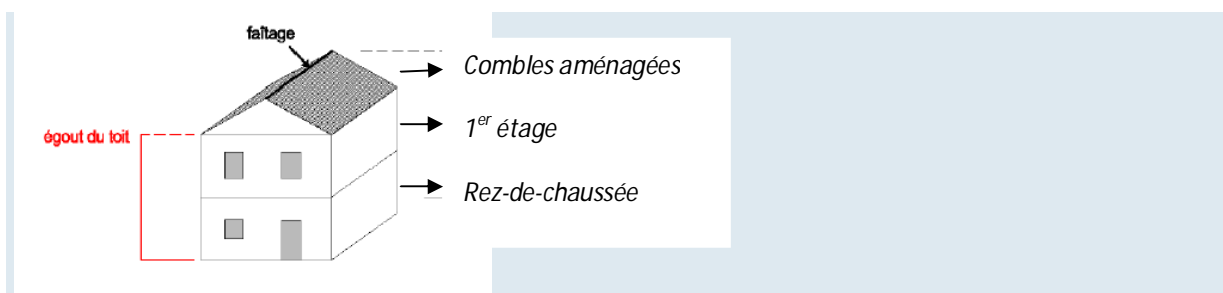 faîtage
Combles aménagées
1er étage
égout du toit
Rez-de-chaussée